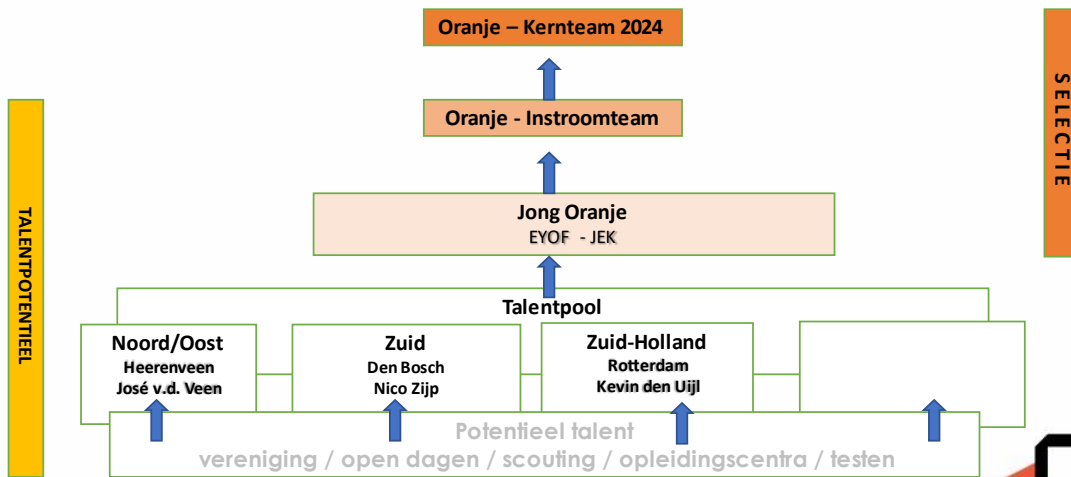 Oranje – Kernteam 2024
SELECTIE
Oranje - Instroomteam
TALENTPOTENTIEEL
Jong Oranje
EYOF - JEK
Talentpool
Noord/Oost
Heerenveen
José v.d. Veen
Zuid
Den Bosch
Nico Zijp
Zuid-Holland
Rotterdam
Kevin den Uijl
Potentieel talent
vereniging / open dagen / scouting / opleidingscentra / testen